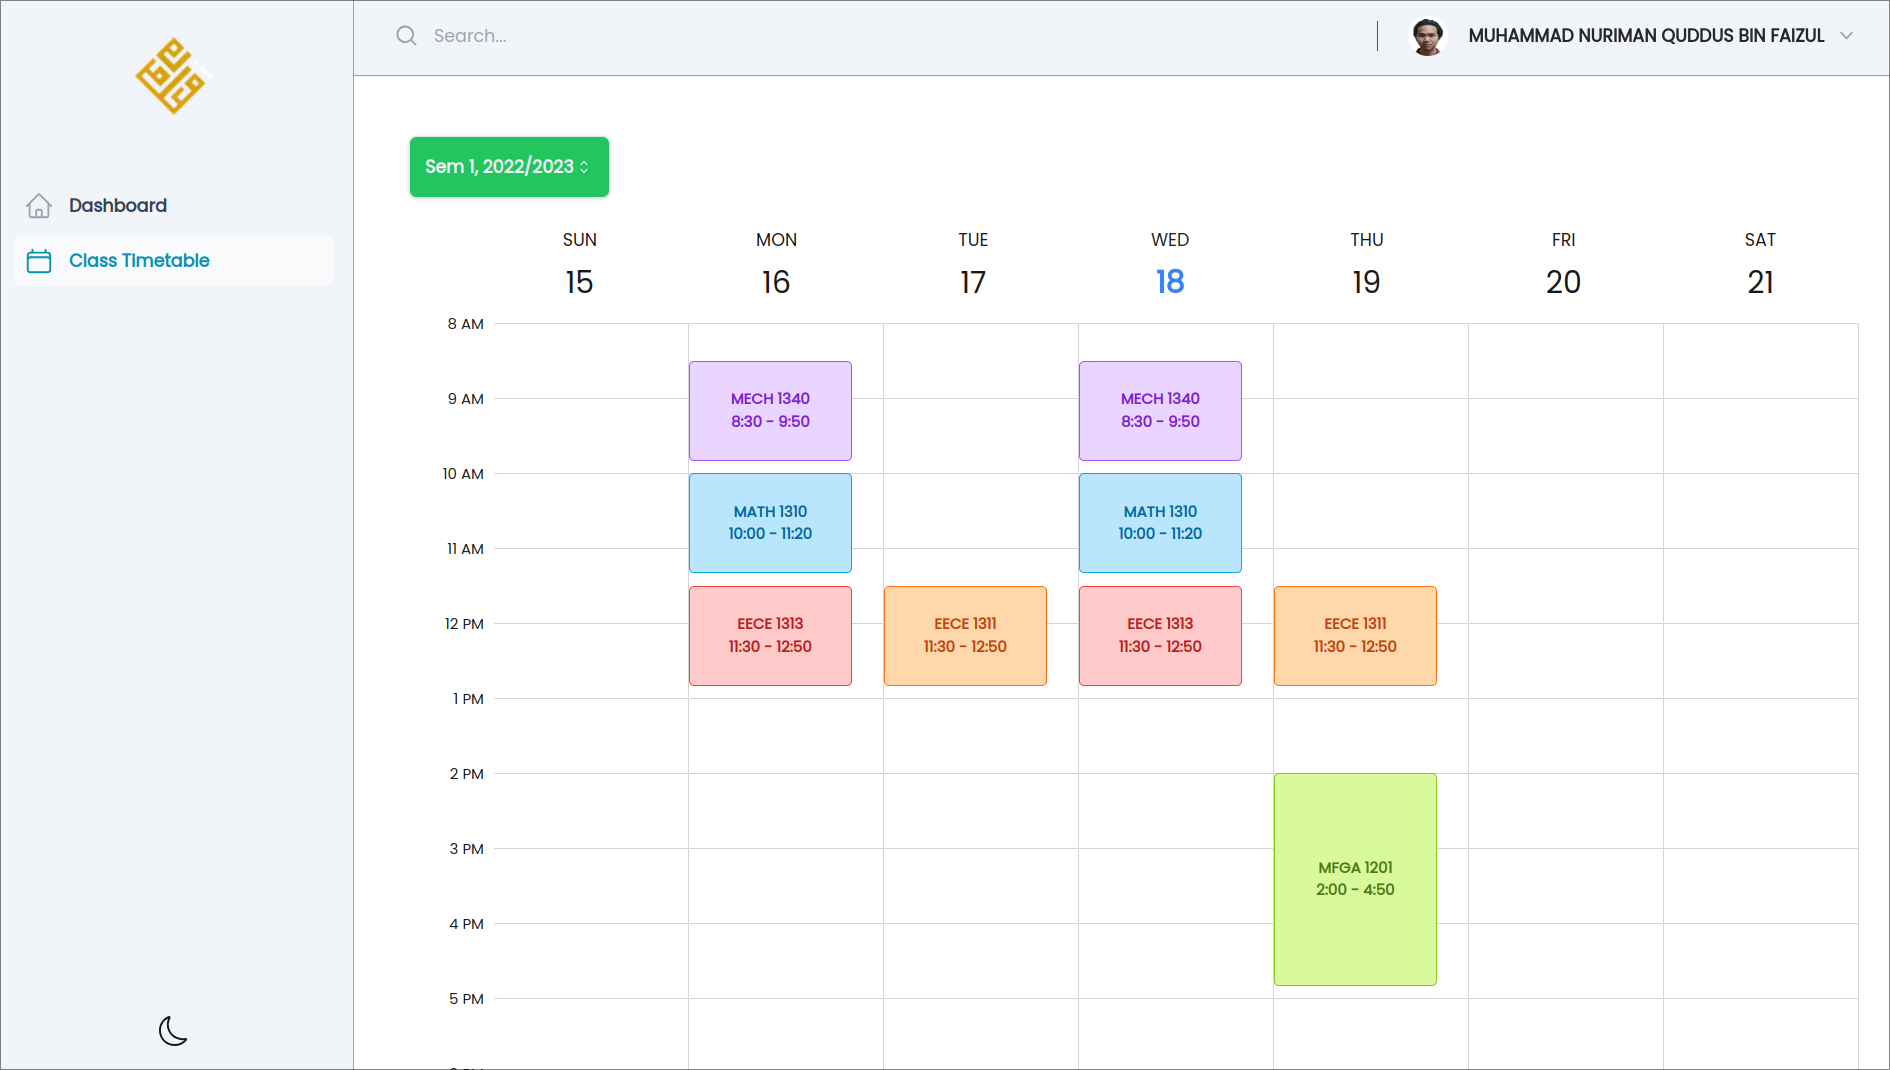 Search...
MUHAMMAD NURIMAN QUDDUS BIN FAIZUL
Dashboard
Class Timetable
Sem 1, 2022/2023
SUN MON TUE WED THU FRI SAT
15 16 17 18 19 20 21
8 AM
9 AM
10 AM
11 AM
12 PM
1 PM
2 PM
3 PM
4 PM
5 PM
MECH 1340
8:30 - 9:50
MATH 1310
10:00 - 11:20
EECE 1313
11:30 - 12:50
EECE 1311
11:30 - 12:50
MECH 1340
8:30 - 9:50
MATH 1310
10:00 - 11:20
EECE 1313
11:30 - 12:50
EECE 1311
11:30 - 12:50
MFGA 1201
2:00 - 4:50